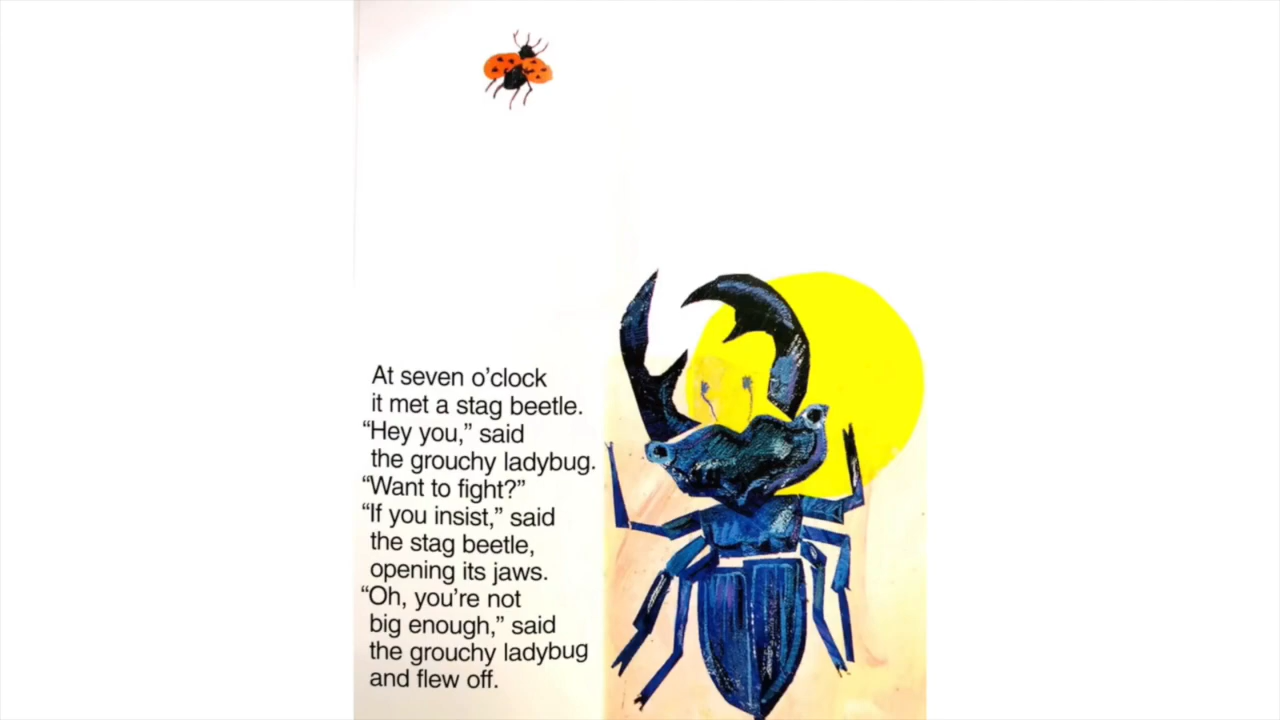 At seven o’clock
it met a stag beetle.
“Hey you,” said
the grouchy ladybug.
“Want to fight?”
“If you insist,” said
the stag beetle,
opening its jaws.
“Oh, you’re not
big enough,” said
the grouchy ladybug
and flew off.